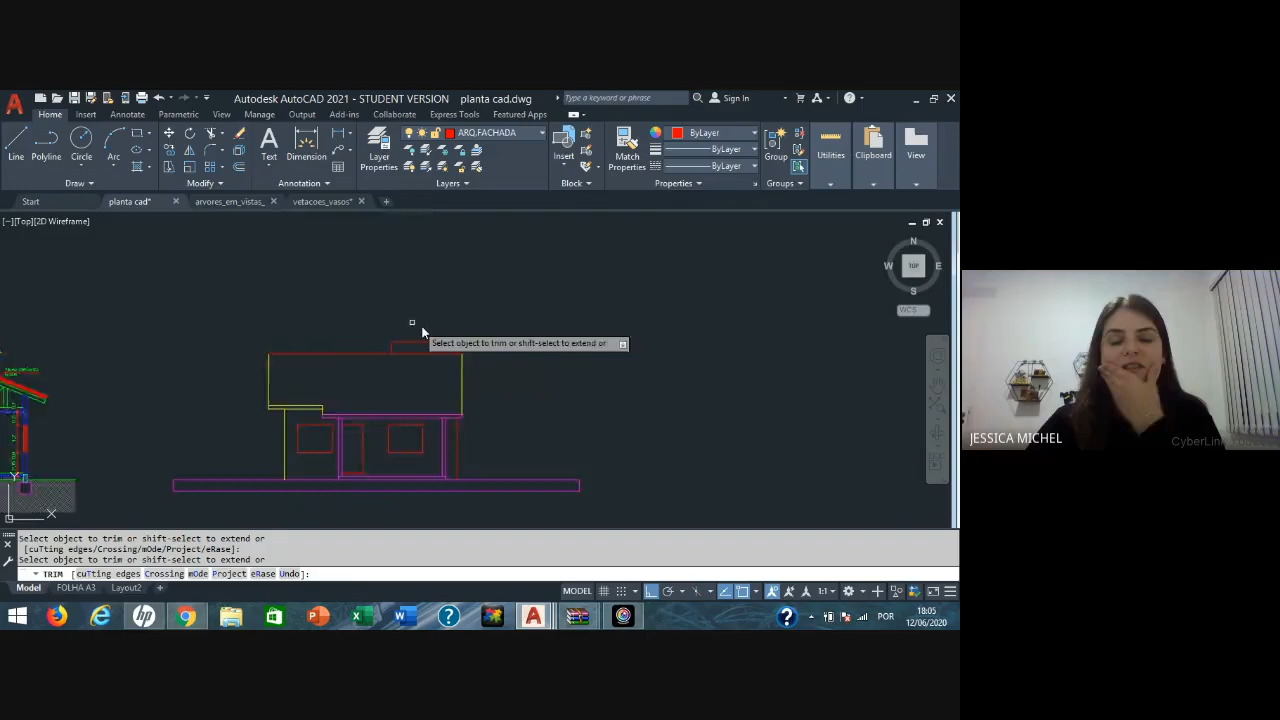 Autodesk AutoCAD 2021 - STUDENT VERSION planta cad.dwg
Type a keyword or phrase
Sign In
Home Insert Annotate Parametric View Manage Output Add-ins Collaborate Express Tools Featured Apps
Line Polyline Circle Arc
Text Dimension
Layer Properties
ARQ.FACHADA
Insert
Match Properties
ByLayer
ByLayer
ByLayer
Group Utilities Clipboard View
Draw Modify Annotation Layers Block Properties Groups
Start planta cad* arvores_em_vistas_ vetacoes_vasos*
[−][Top][2D Wireframe]
N
W TOP E
S
WCS
Select object to trim or shift-select to extend or
JESSICA MICHEL
Select object to trim or shift-select to extend or
[cuTting edges/Crossing/mOde/Project/eRase]:
Select object to trim or shift-select to extend or
TRIM [cuTting edges Crossing mOde Project eRase Undo]:
Model FOLHA A3 Layout2
MODEL
1:1
POR
18:05
12/06/2020